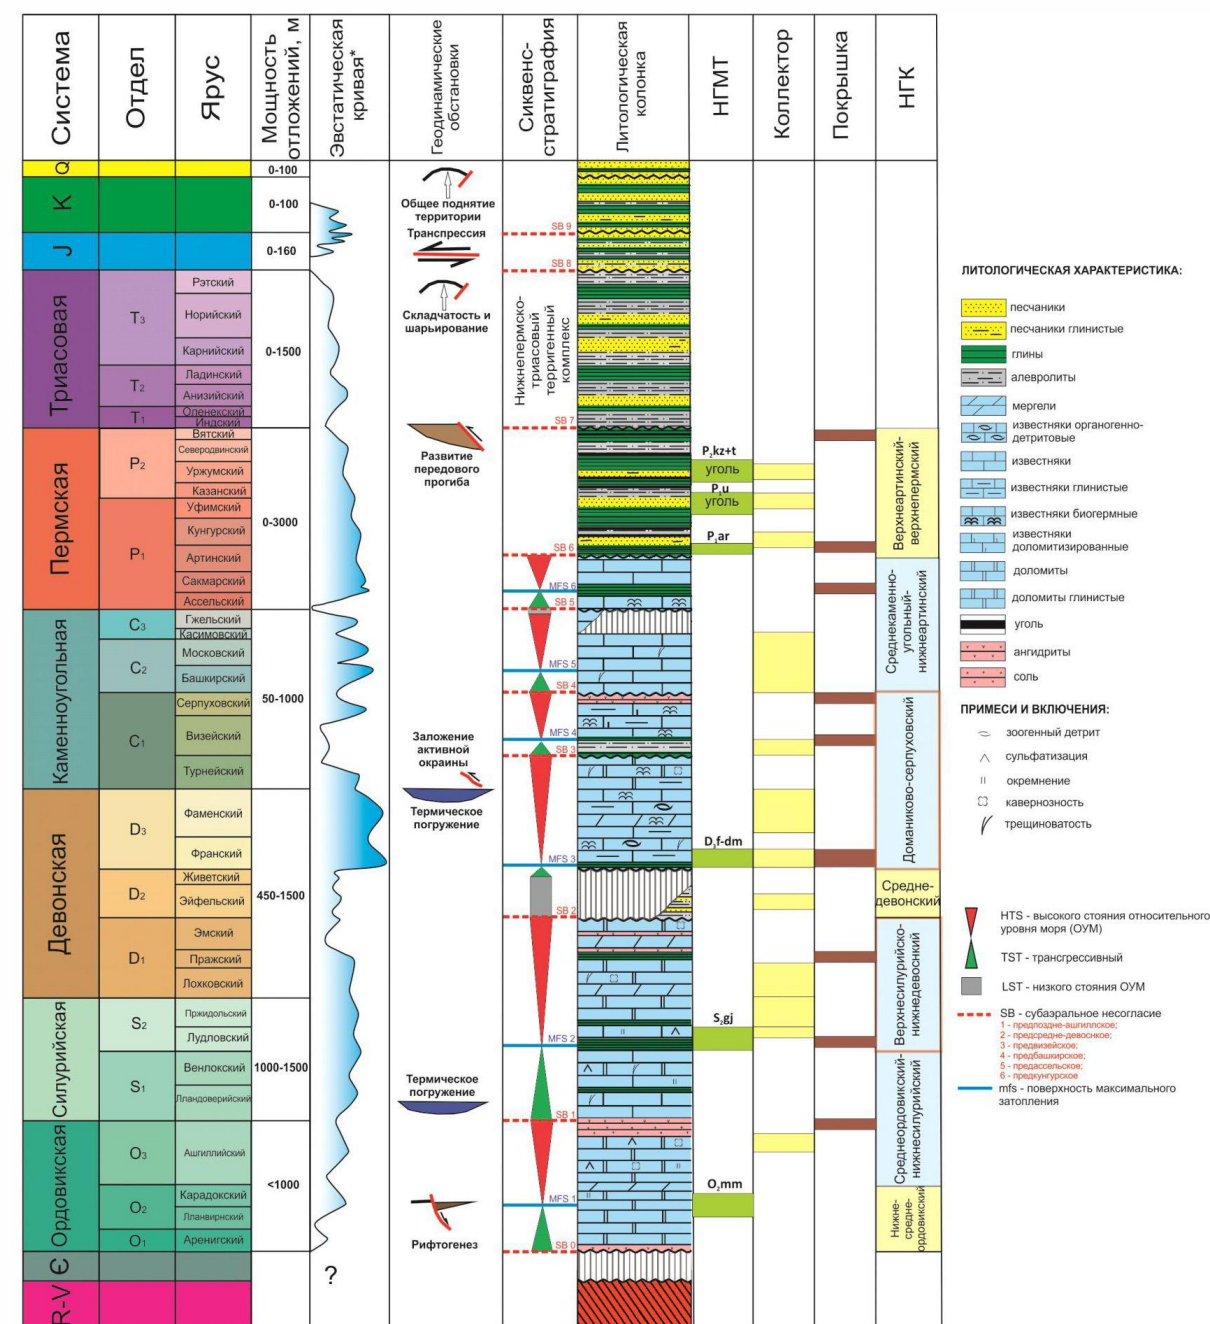 Система
Отдел
Ярус
Мощность
отложений, м
Эвстатическая
кривая*
Геодинамические
обстановки
Сиквенс-
стратиграфия
Литологическая
колонка
НГМТ
Коллектор
Покрышка
НГК
Q
0-100
K
0-100
J
0-160
Триасовая
T3
Рэтский
Норийский
Карнийский
T2
Ладинский
Анизийский
T1
Оленекский
Индский
0-1500
Пермская
P2
Вятский
Северодвинский
Уржумский
Казанский
P1
Уфимский
Кунгурский
Артинский
Сакмарский
Ассельский
0-3000
Каменноугольная
C3
Гжельский
Касимовский
C2
Московский
Башкирский
C1
Серпуховский
Визейский
Турнейский
50-1000
Девонская
D3
Фаменский
Франский
D2
Живетский
Эйфельский
D1
Эмский
Пражский
Лохковский
450-1500
Силурийская
S2
Пржидольский
Лудловский
S1
Венлокский
Лландоверийский
1000-1500
Ордовикская
O3
Ашгиллийский
O2
Карадокский
Лланвирнский
O1
Аренигский
<1000
Є
R-V
?
Общее поднятие
территории
Транспрессия
Складчатость и
шарьирование
Развитие
передового
прогиба
Заложение
активной
окраины
Термическое
погружение
Термическое
погружение
Рифтогенез
SB 9
SB 8
Нижнепермско-
триасовый
терригенный
комплекс
SB 7
SB 6
MFS 6
SB 5
MFS 5
SB 4
MFS 4
SB 3
MFS 3
SB 2
MFS 2
SB 1
MFS 1
SB 0
P2kz+t
уголь
P1u
уголь
P1ar
D3f-dm
S2gj
O2mm
Верхнеартинский-
верхнепермский
Среднекаменно-
угольный-
нижнеартинский
Доманиково-серпуховский
Средне-
девонский
Верхнесилурийско-
нижнедевоснкий
Среднеордовикский-
нижнесилурийский
Нижне-
средне-
ордовикский
ЛИТОЛОГИЧЕСКАЯ ХАРАКТЕРИСТИКА:
песчаники
песчаники глинистые
глины
алевролиты
мергели
известняки органогенно-
детритовые
известняки
известняки глинистые
известняки биогермные
известняки
доломитизированные
доломиты
доломиты глинистые
уголь
ангидриты
соль
ПРИМЕСИ И ВКЛЮЧЕНИЯ:
зоогенный детрит
сульфатизация
окремнение
кавернозность
трещиноватость
HTS - высокого стояния относительного
уровня моря (ОУМ)
TST - трансгрессивный
LST - низкого стояния ОУМ
SB - субаэральное несогласие
1 - предпоздне-ашгиллское;
2 - предсредне-девоснкое;
3 - предвизейское;
4 - предбашкирское;
5 - предассельское;
6 - предкунгурское
mfs - поверхность максимального
затопления